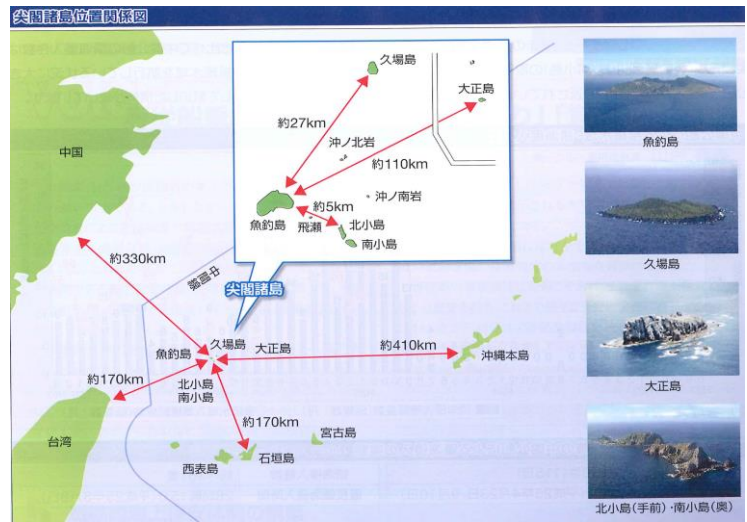 尖閣諸島位置関係図
中国
約330km
中間線
尖閣諸島
久場島
大正島
約27km
沖ノ北岩
約110km
沖ノ南岩
約5km
魚釣島
飛瀬
北小島
南小島
魚釣島
久場島
大正島
約410km
沖縄本島
北小島
南小島
約170km
台湾
約170km
宮古島
西表島
石垣島
魚釣島
久場島
大正島
北小島(手前)・南小島(奥)